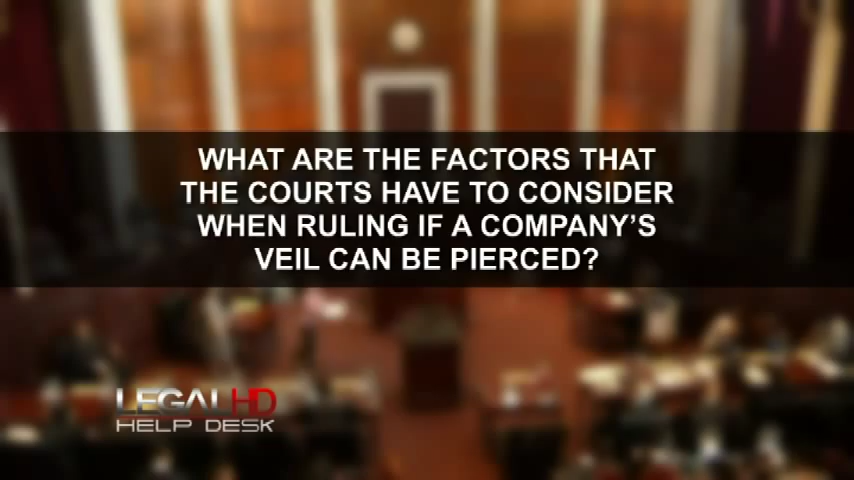 WHAT ARE THE FACTORS THAT
THE COURTS HAVE TO CONSIDER
WHEN RULING IF A COMPANY'S
VEIL CAN BE PIERCED?
LEGALHD
HELP DESK